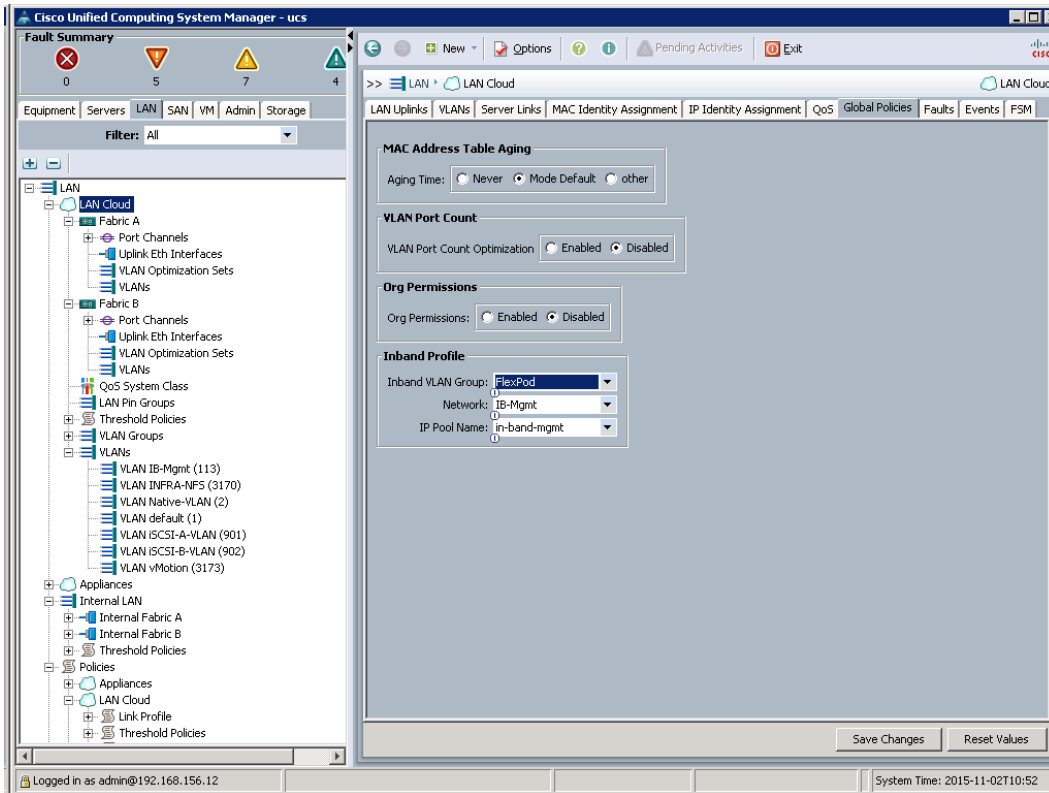 Cisco Unified Computing System Manager - ucs
Fault Summary
0 5 7 4
New Options Pending Activities Exit
CISCO
>> LAN LAN Cloud LAN Cloud
Equipment Servers LAN SAN VM Admin Storage
Filter: All
LAN Uplinks VLANs Server Links MAC Identity Assignment IP Identity Assignment QoS Global Policies Faults Events FSM
LAN
LAN Cloud
Fabric A
Port Channels
Uplink Eth Interfaces
VLAN Optimization Sets
VLANs
Fabric B
Port Channels
Uplink Eth Interfaces
VLAN Optimization Sets
VLANs
QoS System Class
LAN Pin Groups
Threshold Policies
VLAN Groups
VLANs
VLAN IB-Mgmt (113)
VLAN INFRA-NFS (3170)
VLAN Native-VLAN (2)
VLAN default (1)
VLAN iSCSI-A-VLAN (901)
VLAN iSCSI-B-VLAN (902)
VLAN vMotion (3173)
Appliances
Internal LAN
Internal Fabric A
Internal Fabric B
Threshold Policies
Policies
Appliances
LAN Cloud
Link Profile
Threshold Policies
MAC Address Table Aging
Aging Time: Never Mode Default other
VLAN Port Count
VLAN Port Count Optimization Enabled Disabled
Org Permissions
Org Permissions: Enabled Disabled
Inband Profile
Inband VLAN Group: FlexPod
Network: IB-Mgmt
IP Pool Name: in-band-mgmt
Save Changes Reset Values
Logged in as admin@192.168.156.12
System Time: 2015-11-02T10:52